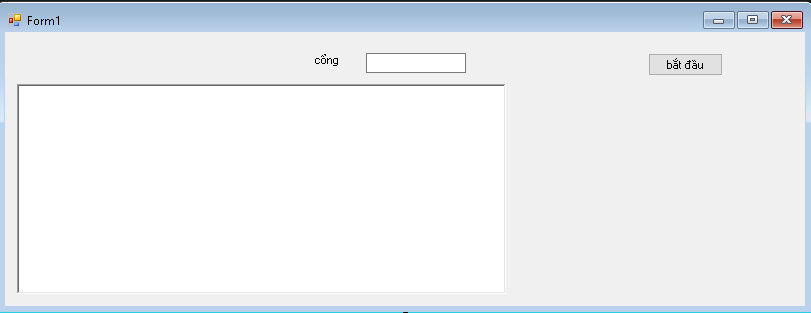 Form1
cổng
bắt đầu